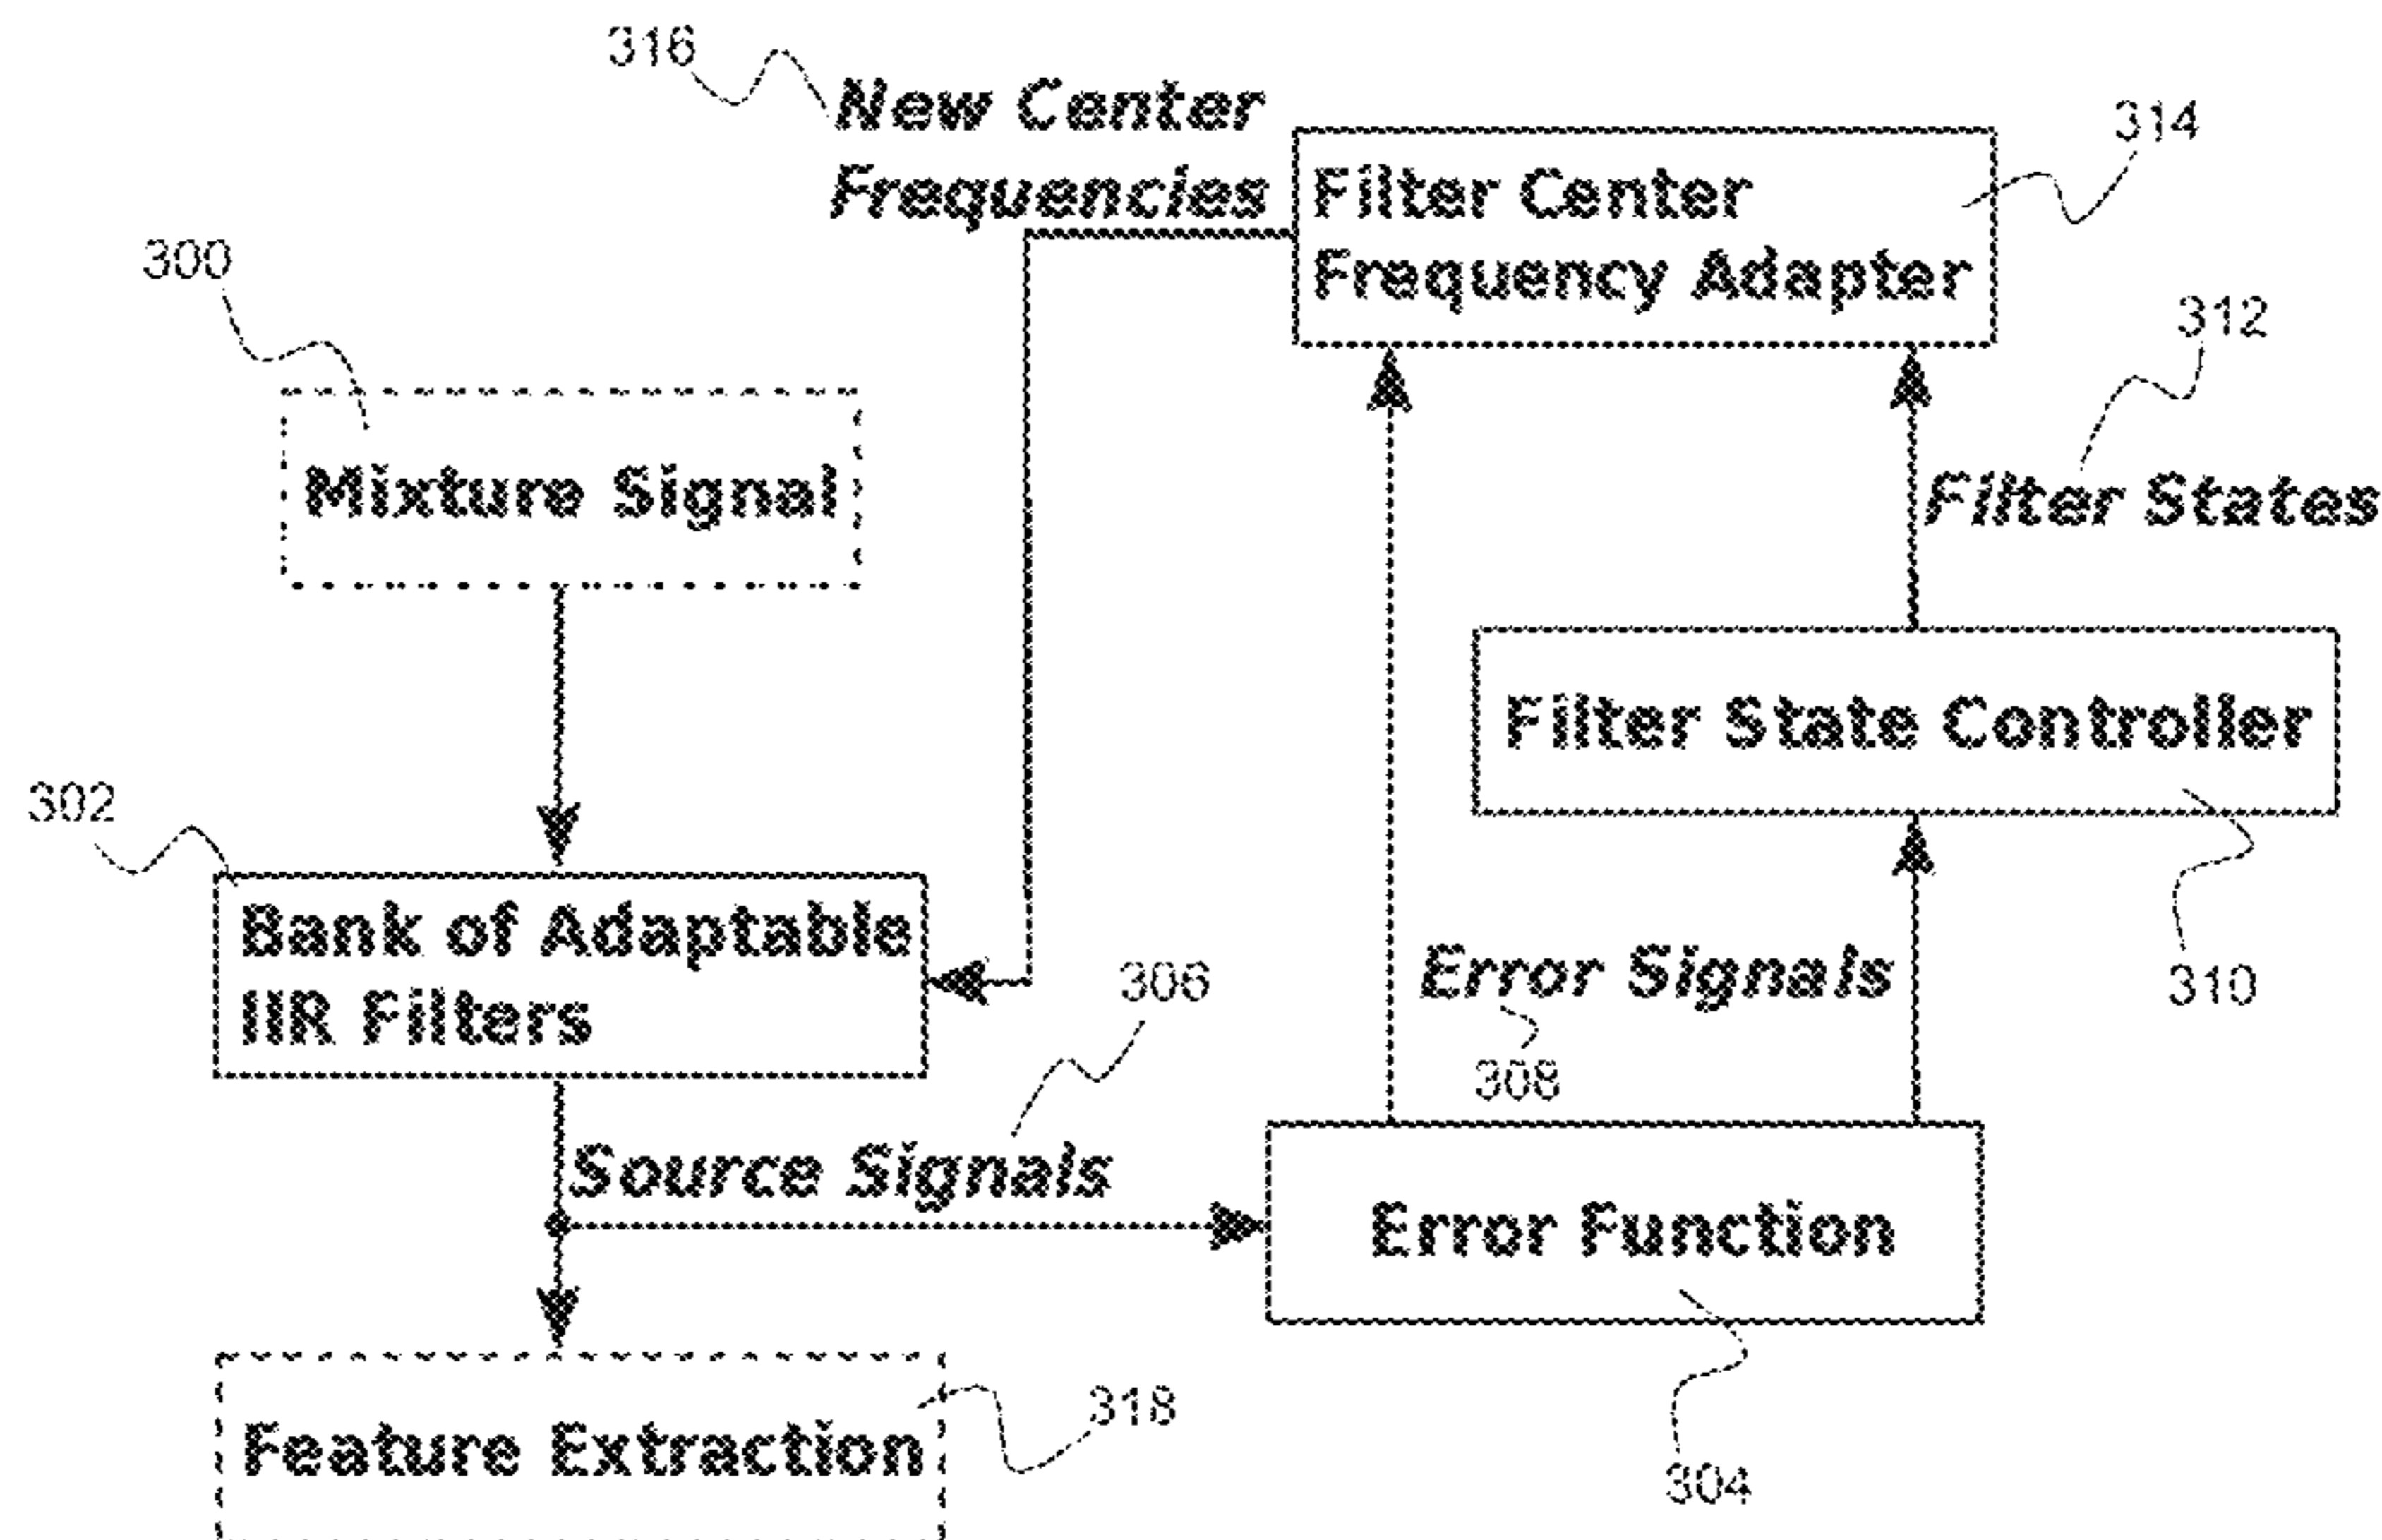 316
New Center
Frequencies
314
Filter Center
Frequency Adapter
300
312
Mixture Signal
Filter States
Filter State Controller
302
Bank of Adaptable
IIR Filters
306
Error Signals
310
308
Source Signals
Error Function
318
Feature Extraction
304